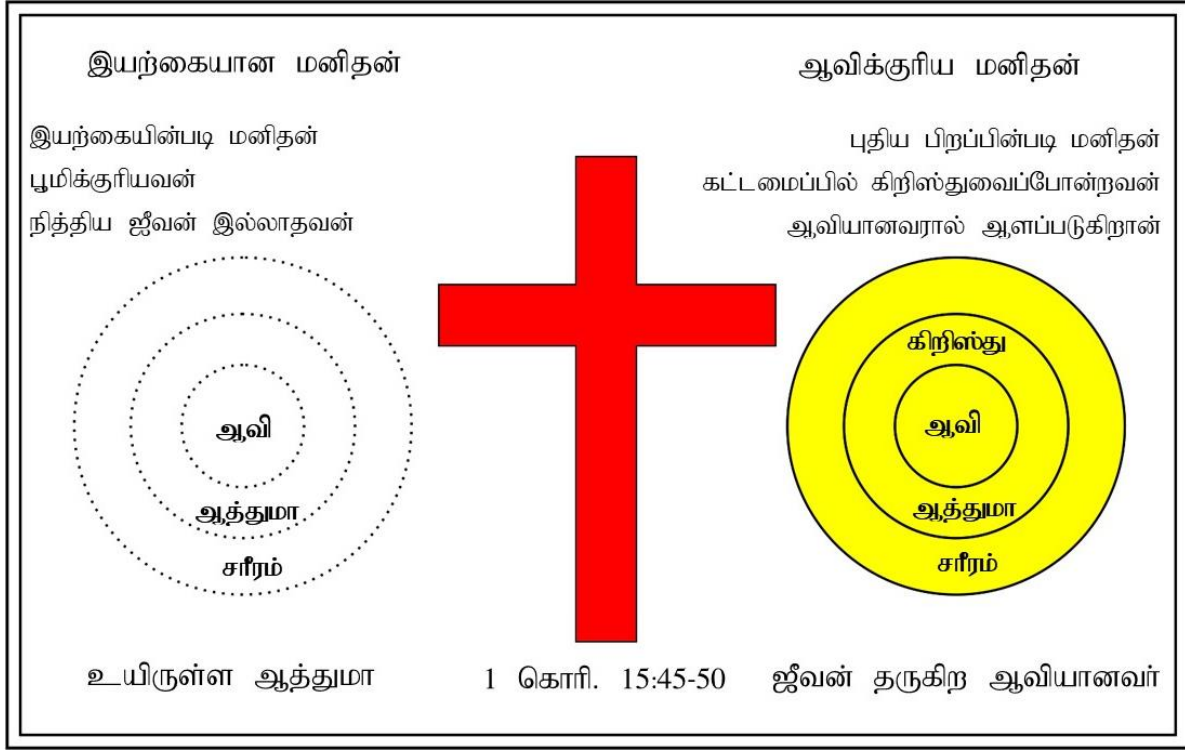 இயற்கையான மனிதன்
இயற்கையின்படி மனிதன்
பூமிக்குரியவன்
நித்திய ஜீவன் இல்லாதவன்
ஆவி
ஆத்துமா
சரீரம்
உயிருள்ள ஆத்துமா
1 கொரி. 15:45-50
ஆவிக்குரிய மனிதன்
புதிய பிறப்பின்படி மனிதன்
கட்டமைப்பில் கிறிஸ்துவைப்போன்றவன்
ஆவியானவரால் ஆளப்படுகிறான்
கிறிஸ்து
ஆவி
ஆத்துமா
சரீரம்
ஜீவன் தருகிற ஆவியானவர்